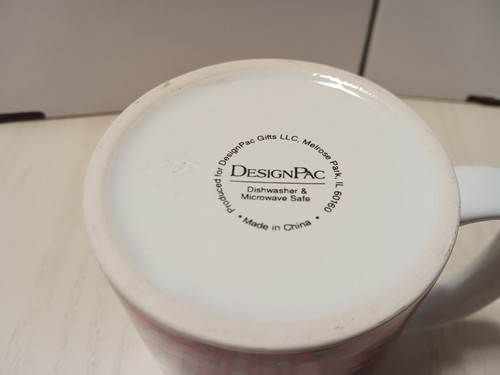 Produced for DesignPac Gifts LLC, Melrose Park, IL 60160
DESIGNPAC
Dishwasher &
Microwave Safe
• Made in China •